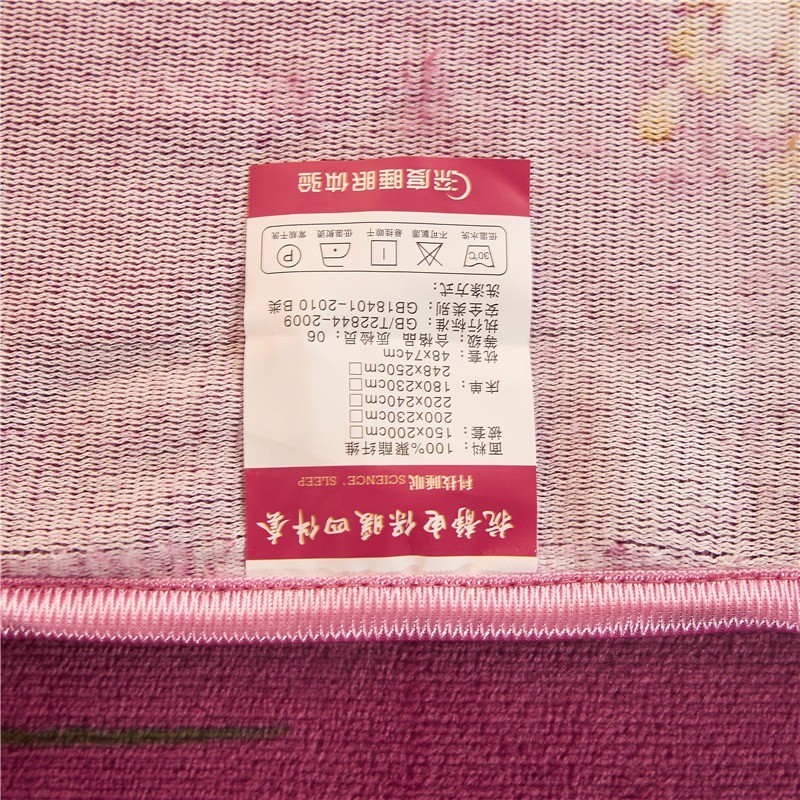 抗静电保暖四件套
科技睡眠 SCIENCE SLEEP
面料：100%聚酯纤维
被套：150x200cm□
200x230cm□
220x240cm□
床单：180x230cm□
248x250cm□
枕套：48x74cm
等级：合格品 质检员：06
执行标准：GB/T22844-2009
安全类别：GB18401-2010 B类
洗涤方式：
30℃ P
低温水洗 不可氯漂 悬挂晾干 低温熨烫 常规干洗
深度睡眠体验